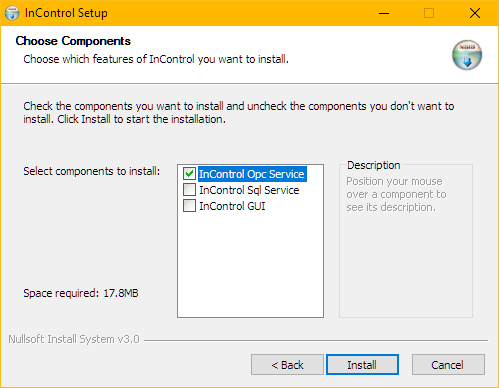 InControl Setup
Choose Components
Choose which features of InControl you want to install.
Check the components you want to install and uncheck the components you don't want to
install. Click Install to start the installation.
Select components to install:
InControl Opc Service
InControl Sql Service
InControl GUI
Description
Position your mouse
over a component to
see its description.
Space required: 17.8MB
Nullsoft Install System v3.0
< Back
Install
Cancel